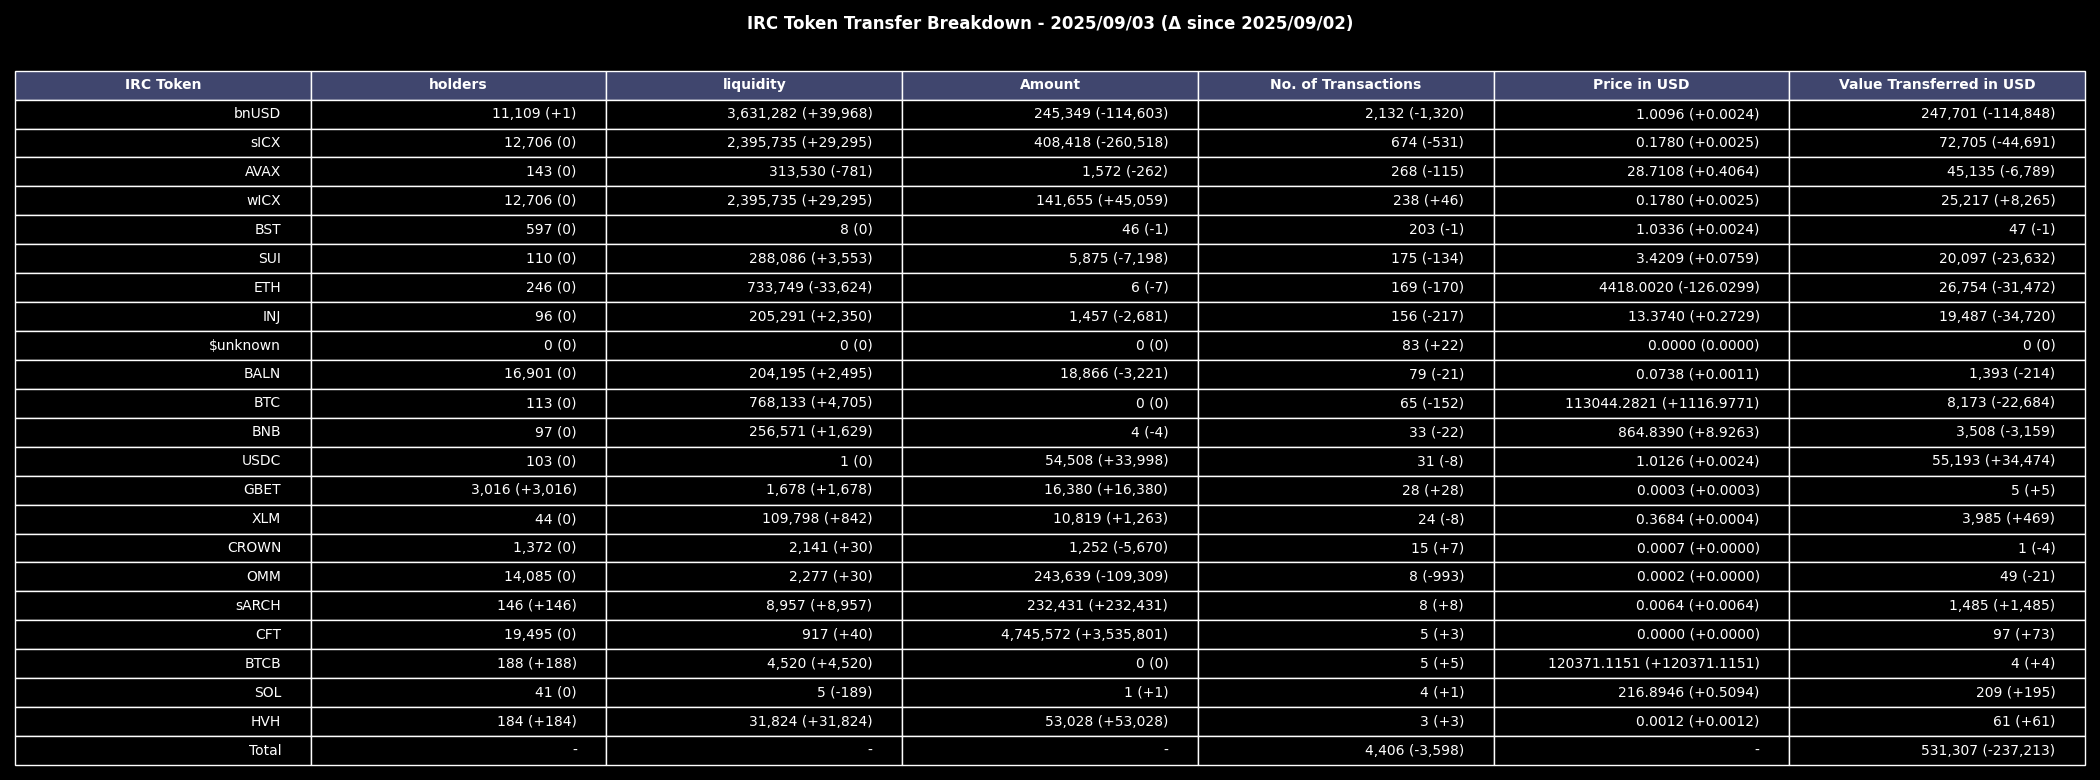 IRC Token Transfer Breakdown - 2025/09/03 (Δ since 2025/09/02)
IRC Token holders liquidity Amount No. of Transactions Price in USD Value Transferred in USD
bnUSD 11,109 (+1) 3,631,282 (+39,968) 245,349 (-114,603) 2,132 (-1,320) 1.0096 (+0.0024) 247,701 (-114,848)
sICX 12,706 (0) 2,395,735 (+29,295) 408,418 (-260,518) 674 (-531) 0.1780 (+0.0025) 72,705 (-44,691)
AVAX 143 (0) 313,530 (-781) 1,572 (-262) 268 (-115) 28.7108 (+0.4064) 45,135 (-6,789)
wICX 12,706 (0) 2,395,735 (+29,295) 141,655 (+45,059) 238 (+46) 0.1780 (+0.0025) 25,217 (+8,265)
BST 597 (0) 8 (0) 46 (-1) 203 (-1) 1.0336 (+0.0024) 47 (-1)
SUI 110 (0) 288,086 (+3,553) 5,875 (-7,198) 175 (-134) 3.4209 (+0.0759) 20,097 (-23,632)
ETH 246 (0) 733,749 (-33,624) 6 (-7) 169 (-170) 4418.0020 (-126.0299) 26,754 (-31,472)
INJ 96 (0) 205,291 (+2,350) 1,457 (-2,681) 156 (-217) 13.3740 (+0.2729) 19,487 (-34,720)
$unknown 0 (0) 0 (0) 0 (0) 83 (+22) 0.0000 (0.0000) 0 (0)
BALN 16,901 (0) 204,195 (+2,495) 18,866 (-3,221) 79 (-21) 0.0738 (+0.0011) 1,393 (-214)
BTC 113 (0) 768,133 (+4,705) 0 (0) 65 (-152) 113044.2821 (+1116.9771) 8,173 (-22,684)
BNB 97 (0) 256,571 (+1,629) 4 (-4) 33 (-22) 864.8390 (+8.9263) 3,508 (-3,159)
USDC 103 (0) 1 (0) 54,508 (+33,998) 31 (-8) 1.0126 (+0.0024) 55,193 (+34,474)
GBET 3,016 (+3,016) 1,678 (+1,678) 16,380 (+16,380) 28 (+28) 0.0003 (+0.0003) 5 (+5)
XLM 44 (0) 109,798 (+842) 10,819 (+1,263) 24 (-8) 0.3684 (+0.0004) 3,985 (+469)
CROWN 1,372 (0) 2,141 (+30) 1,252 (-5,670) 15 (+7) 0.0007 (+0.0000) 1 (-4)
OMM 14,085 (0) 2,277 (+30) 243,639 (-109,309) 8 (-993) 0.0002 (+0.0000) 49 (-21)
sARCH 146 (+146) 8,957 (+8,957) 232,431 (+232,431) 8 (+8) 0.0064 (+0.0064) 1,485 (+1,485)
CFT 19,495 (0) 917 (+40) 4,745,572 (+3,535,801) 5 (+3) 0.0000 (+0.0000) 97 (+73)
BTCB 188 (+188) 4,520 (+4,520) 0 (0) 5 (+5) 120371.1151 (+120371.1151) 4 (+4)
SOL 41 (0) 5 (-189) 1 (+1) 4 (+1) 216.8946 (+0.5094) 209 (+195)
HVH 184 (+184) 31,824 (+31,824) 53,028 (+53,028) 3 (+3) 0.0012 (+0.0012) 61 (+61)
Total - - - 4,406 (-3,598) - 531,307 (-237,213)